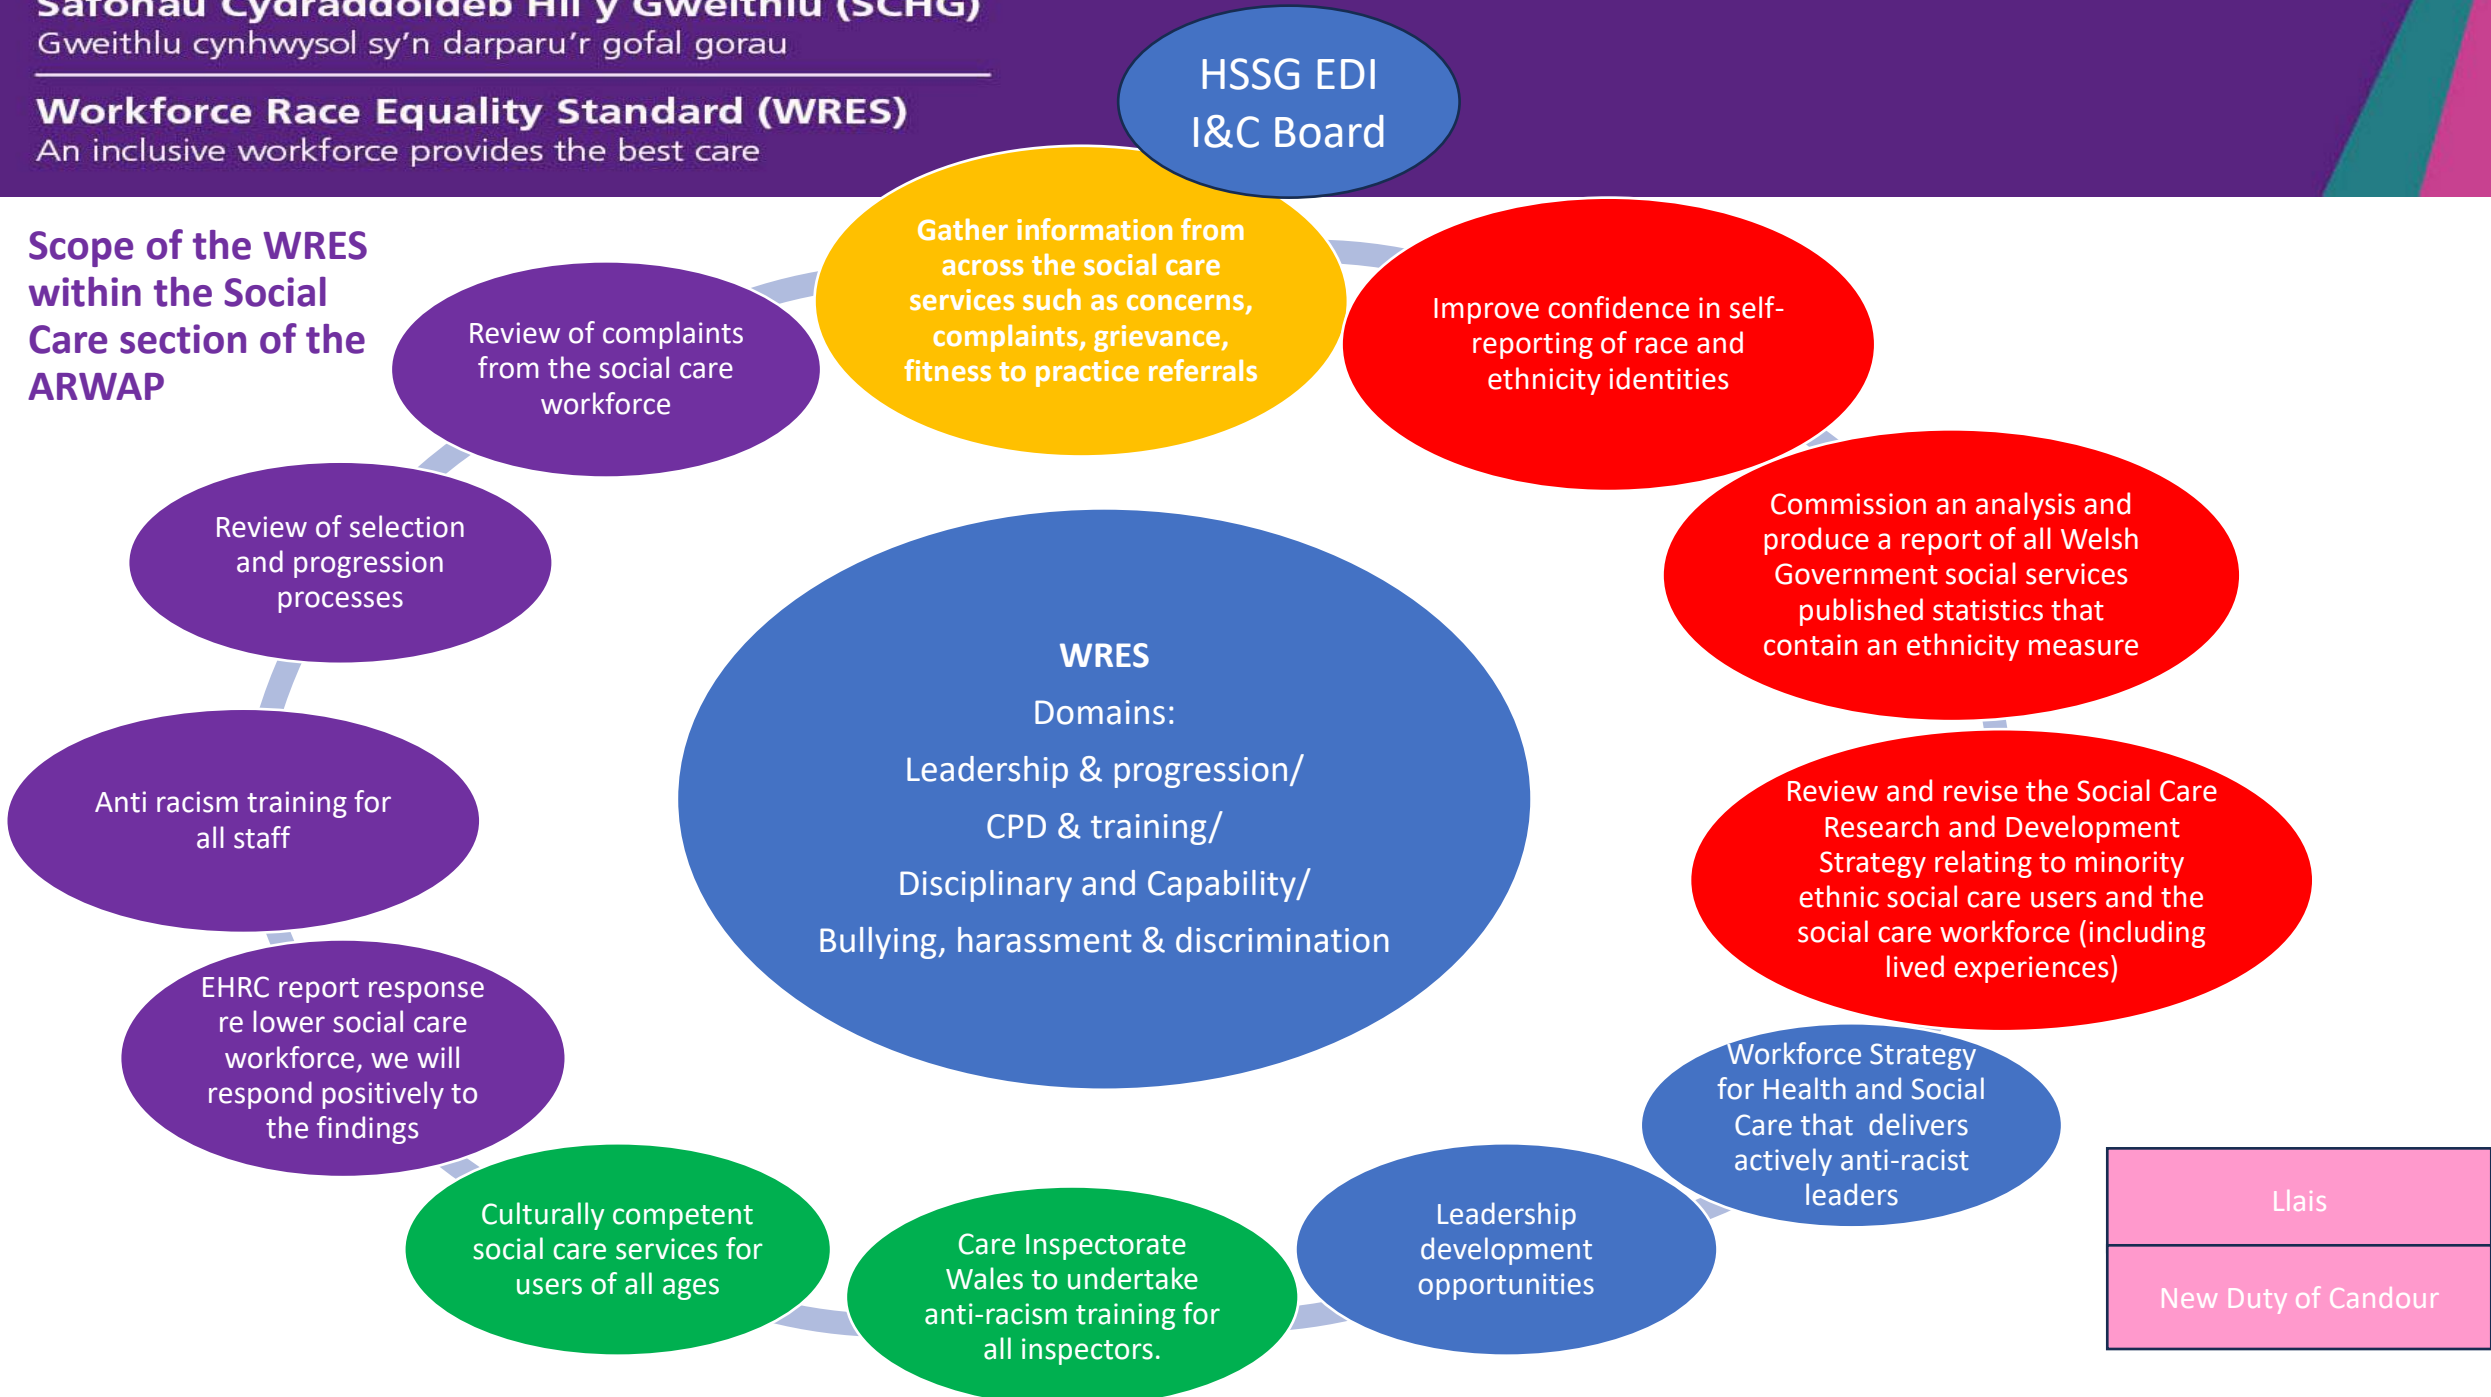 Safonau Cydraddoldeb Hil y Gweithlu (SCHG)
Gweithlu cynhwysol sy'n darparu'r gofal gorau
Workforce Race Equality Standard (WRES)
An inclusive workforce provides the best care
HSSG EDI
I&C Board
Scope of the WRES
within the Social
Care section of the
ARWAP
Gather information from
across the social care
services such as concerns,
complaints, grievance,
fitness to practice referrals
Improve confidence in self-
reporting of race and
ethnicity identities
Commission an analysis and
produce a report of all Welsh
Government social services
published statistics that
contain an ethnicity measure
Review and revise the Social Care
Research and Development
Strategy relating to minority
ethnic social care users and the
social care workforce (including
lived experiences)
Workforce Strategy
for Health and Social
Care that  delivers
actively anti-racist
leaders
Leadership
development
opportunities
Care Inspectorate
Wales to undertake
anti-racism training for
all inspectors.
Culturally competent
social care services for
users of all ages
EHRC report response
re lower social care
workforce, we will
respond positively to
the findings
Anti racism training for
all staff
Review of selection
and progression
processes
Review of complaints
from the social care
workforce
WRES
Domains:
Leadership & progression/
CPD & training/
Disciplinary and Capability/
Bullying, harassment & discrimination
Llais
New Duty of Candour